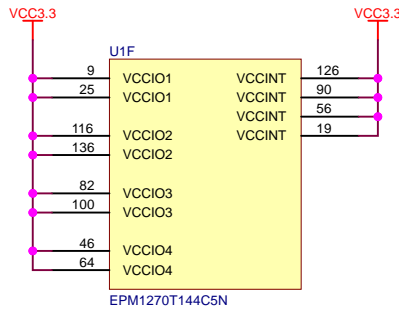 VCC3.3 VCC3.3
U1F
9 VCCIO1 VCCINT 126
25 VCCIO1 VCCINT 90
VCCINT 56
116 VCCIO2 VCCINT 19
136 VCCIO2
82 VCCIO3
100 VCCIO3
46 VCCIO4
64 VCCIO4
EPM1270T144C5N